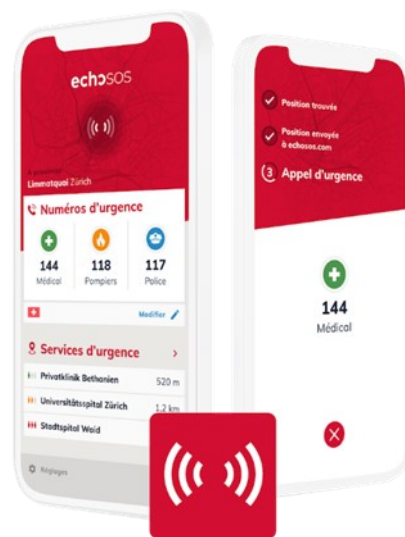 echosos
Limmatquai Zürich
Numéros d'urgence
144
Médical
118
Pompiers
117
Police
Modifier
Services d'urgence
Privatklinik Bethanien
520 m
Universitätsspital Zürich
1.2 km
Stadtspital Waid
Réglages
Position trouvée
Position envoyée
à echosos.com
3 Appel d'urgence
144
Médical